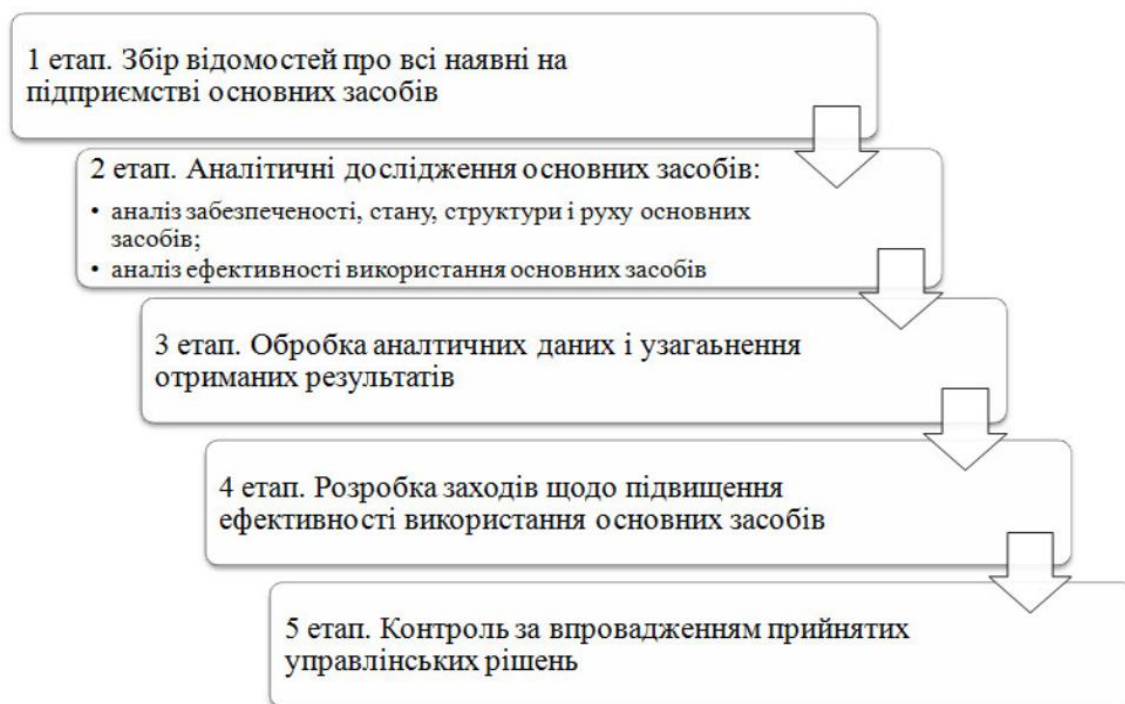 1 етап. Збір відомостей про всі наявні на
підприємстві основних засобів
2 етап. Аналітичні дослідження основних засобів:
• аналіз забезпеченості, стану, структури і руху основних
засобів;
• аналіз ефективності використання основних засобів
3 етап. Обробка аналтичних даних і узагаьнення
отриманих результатів
4 етап. Розробка заходів щодо підвищення
ефективності використання основних засобів
5 етап. Контроль за впровадженням прийнятих
управлінських рішень